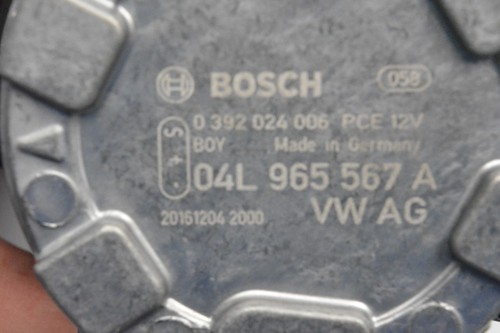 BOSCH 058
0 392 024 006 PCE 12V
BOY Made in Germany
04L 965 567 A
20161204 2000 VW AG